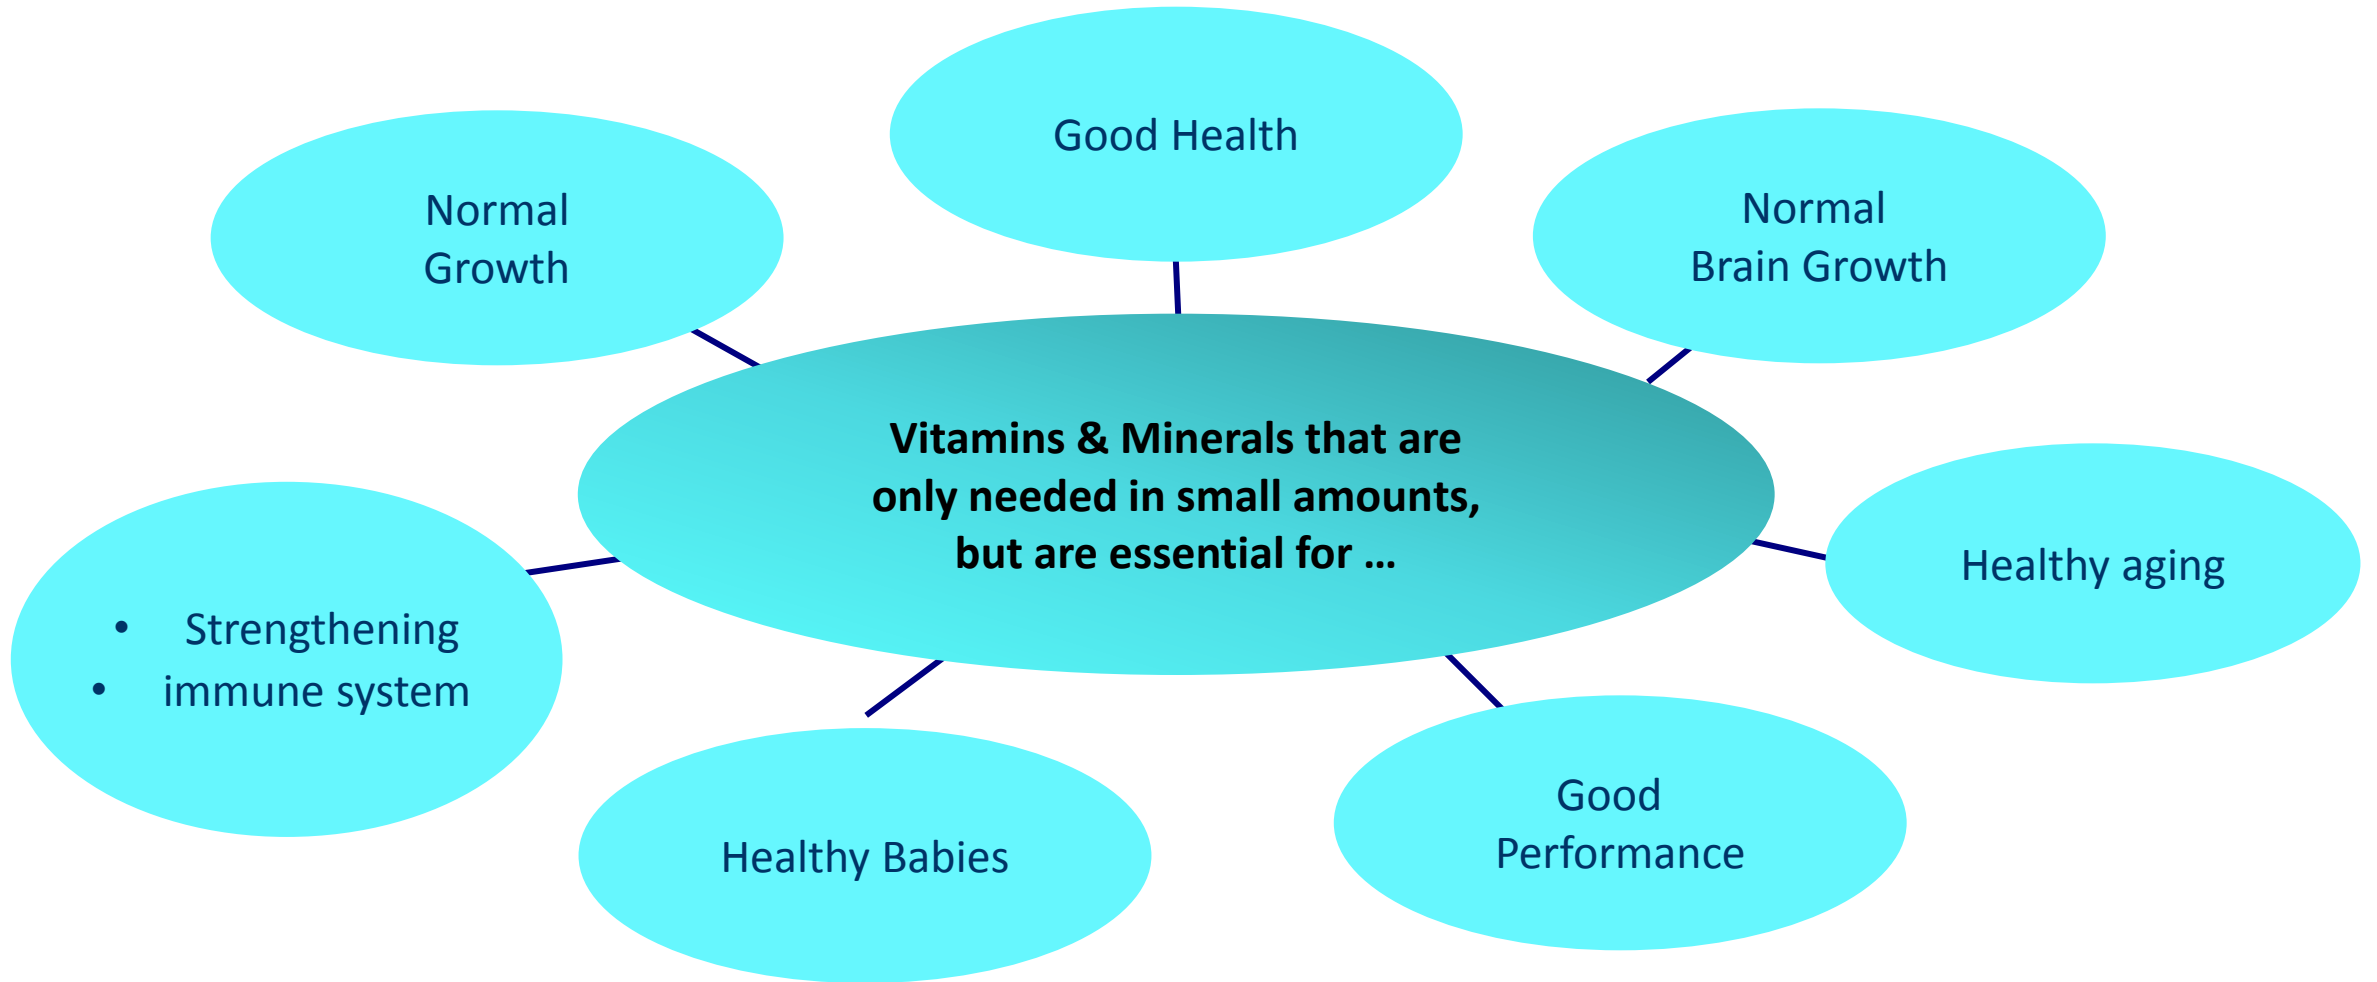 Good Health
Normal
Growth
Normal
Brain Growth
Vitamins & Minerals that are
only needed in small amounts,
but are essential for ...
Healthy aging
• Strengthening
• immune system
Good
Performance
Healthy Babies